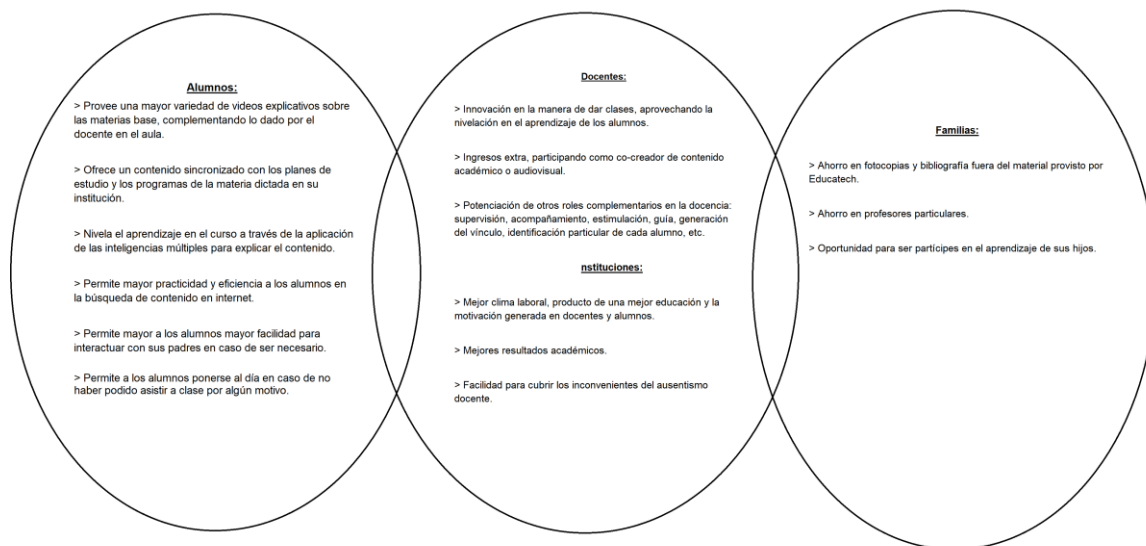 Alumnos:
> Provee una mayor variedad de videos explicativos sobre
las materias base, complementando lo dado por el
docente en el aula.
> Ofrece un contenido sincronizado con los planes de
estudio y los programas de la materia dictada en su
institución.
> Nivela el aprendizaje en el curso a través de la aplicación
de las inteligencias múltiples para explicar el contenido.
> Permite mayor practicidad y eficiencia a los alumnos en
la búsqueda de contenido en internet.
> Permite mayor a los alumnos mayor facilidad para
interactuar con sus padres en caso de ser necesario.
> Permite a los alumnos ponerse al día en caso de no
haber podido asistir a clase por algún motivo.
Docentes:
> Innovación en la manera de dar clases, aprovechando la
nivelación en el aprendizaje de los alumnos.
> Ingresos extra, participando como co-creador de contenido
académico o audiovisual.
> Potenciación de otros roles complementarios en la docencia:
supervisión, acompañamiento, estimulación, guía, generación
del vínculo, identificación particular de cada alumno, etc.
nstituciones:
> Mejor clima laboral, producto de una mejor educación y la
motivación generada en docentes y alumnos.
> Mejores resultados académicos.
> Facilidad para cubrir los inconvenientes del ausentismo
docente.
Familias:
> Ahorro en fotocopias y bibliografía fuera del material provisto por
Educatech.
> Ahorro en profesores particulares.
> Oportunidad para ser partícipes en el aprendizaje de sus hijos.